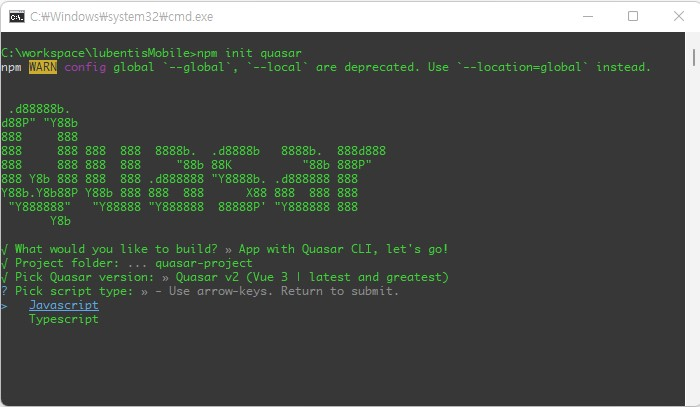 C:₩Windows₩system32₩cmd.exe
C:\workspace\lubentisMobile>npm init quasar
npm WARN config global `--global`, `--local` are deprecated. Use `--location=global` instead.
 .d88888b.
d88P" "Y88b
888     888
888     888 888  888  8888b.  .d8888b   8888b.  888d888
888     888 888  888     "88b 88K          "88b 888P"
888 Y8b 888 888  888 .d888888 "Y8888b. .d888888 888
Y88b.Y8b88P Y88b 888 888  888      X88 888  888 888
 "Y888888"   "Y88888 "Y888888  88888P' "Y888888 888
       Y8b
√ What would you like to build? » App with Quasar CLI, let's go!
√ Project folder: ... quasar-project
√ Pick Quasar version: » Quasar v2 (Vue 3 | latest and greatest)
? Pick script type: » - Use arrow-keys. Return to submit.
>   Javascript
    Typescript